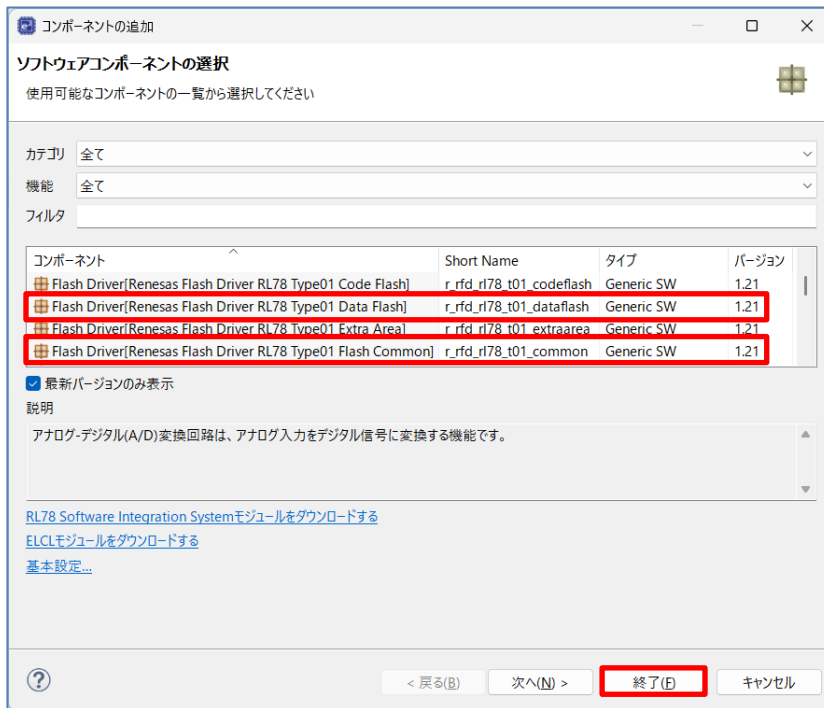 コンポーネントの追加
ソフトウェアコンポーネントの選択
使用可能なコンポーネントの一覧から選択してください
カテゴリ 全て
機能 全て
フィルタ
コンポーネント Short Name タイプ バージョン
Flash Driver[Renesas Flash Driver RL78 Type01 Code Flash] r_rfd_rl78_t01_codeflash Generic SW 1.21
Flash Driver[Renesas Flash Driver RL78 Type01 Data Flash] r_rfd_rl78_t01_dataflash Generic SW 1.21
Flash Driver[Renesas Flash Driver RL78 Type01 Extra Area] r_rfd_rl78_t01_extraarea Generic SW 1.21
Flash Driver[Renesas Flash Driver RL78 Type01 Flash Common] r_rfd_rl78_t01_common Generic SW 1.21
最新バージョンのみ表示
説明
アナログ-デジタル(A/D)変換回路は、アナログ入力をデジタル信号に変換する機能です。
RL78 Software Integration Systemモジュールをダウンロードする
ELCLモジュールをダウンロードする
基本設定...
< 戻る(B) 次へ(N) > 終了(F) キャンセル